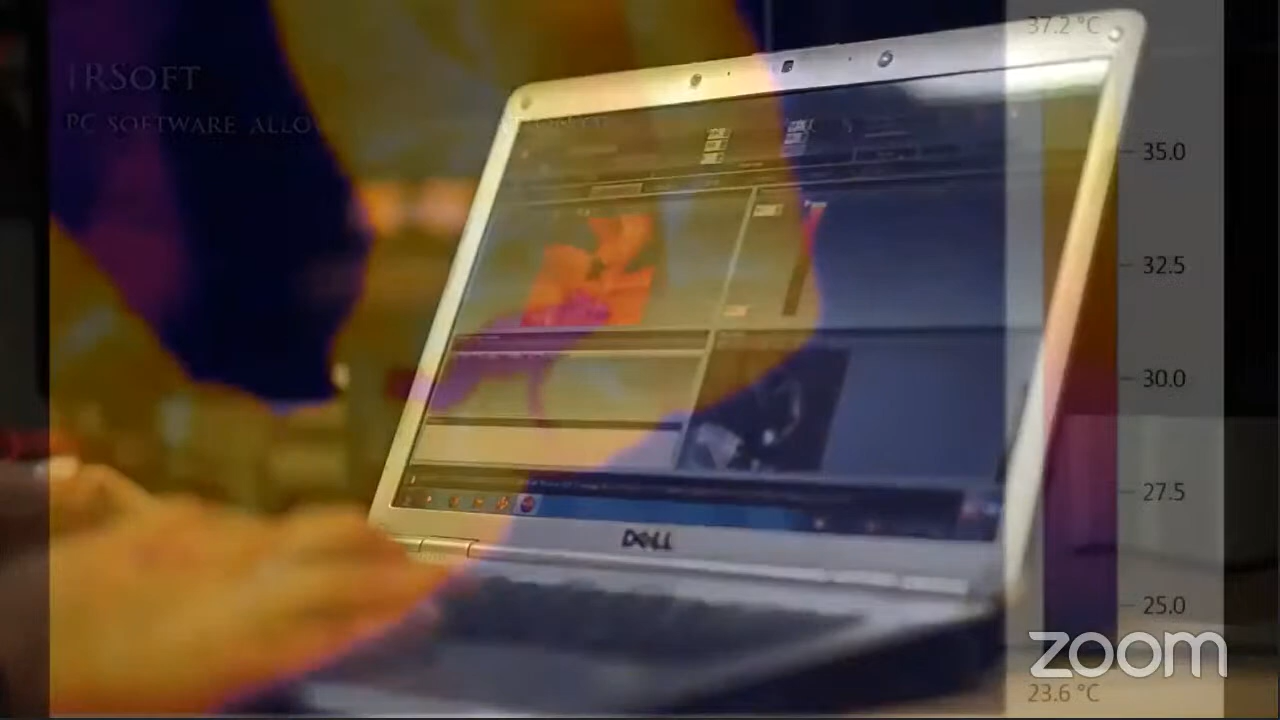 IRSOFT
PC SOFTWARE ALLO
37.2 °C
35.0
32.5
30.0
27.5
25.0
23.6 °C
DELL
zoom